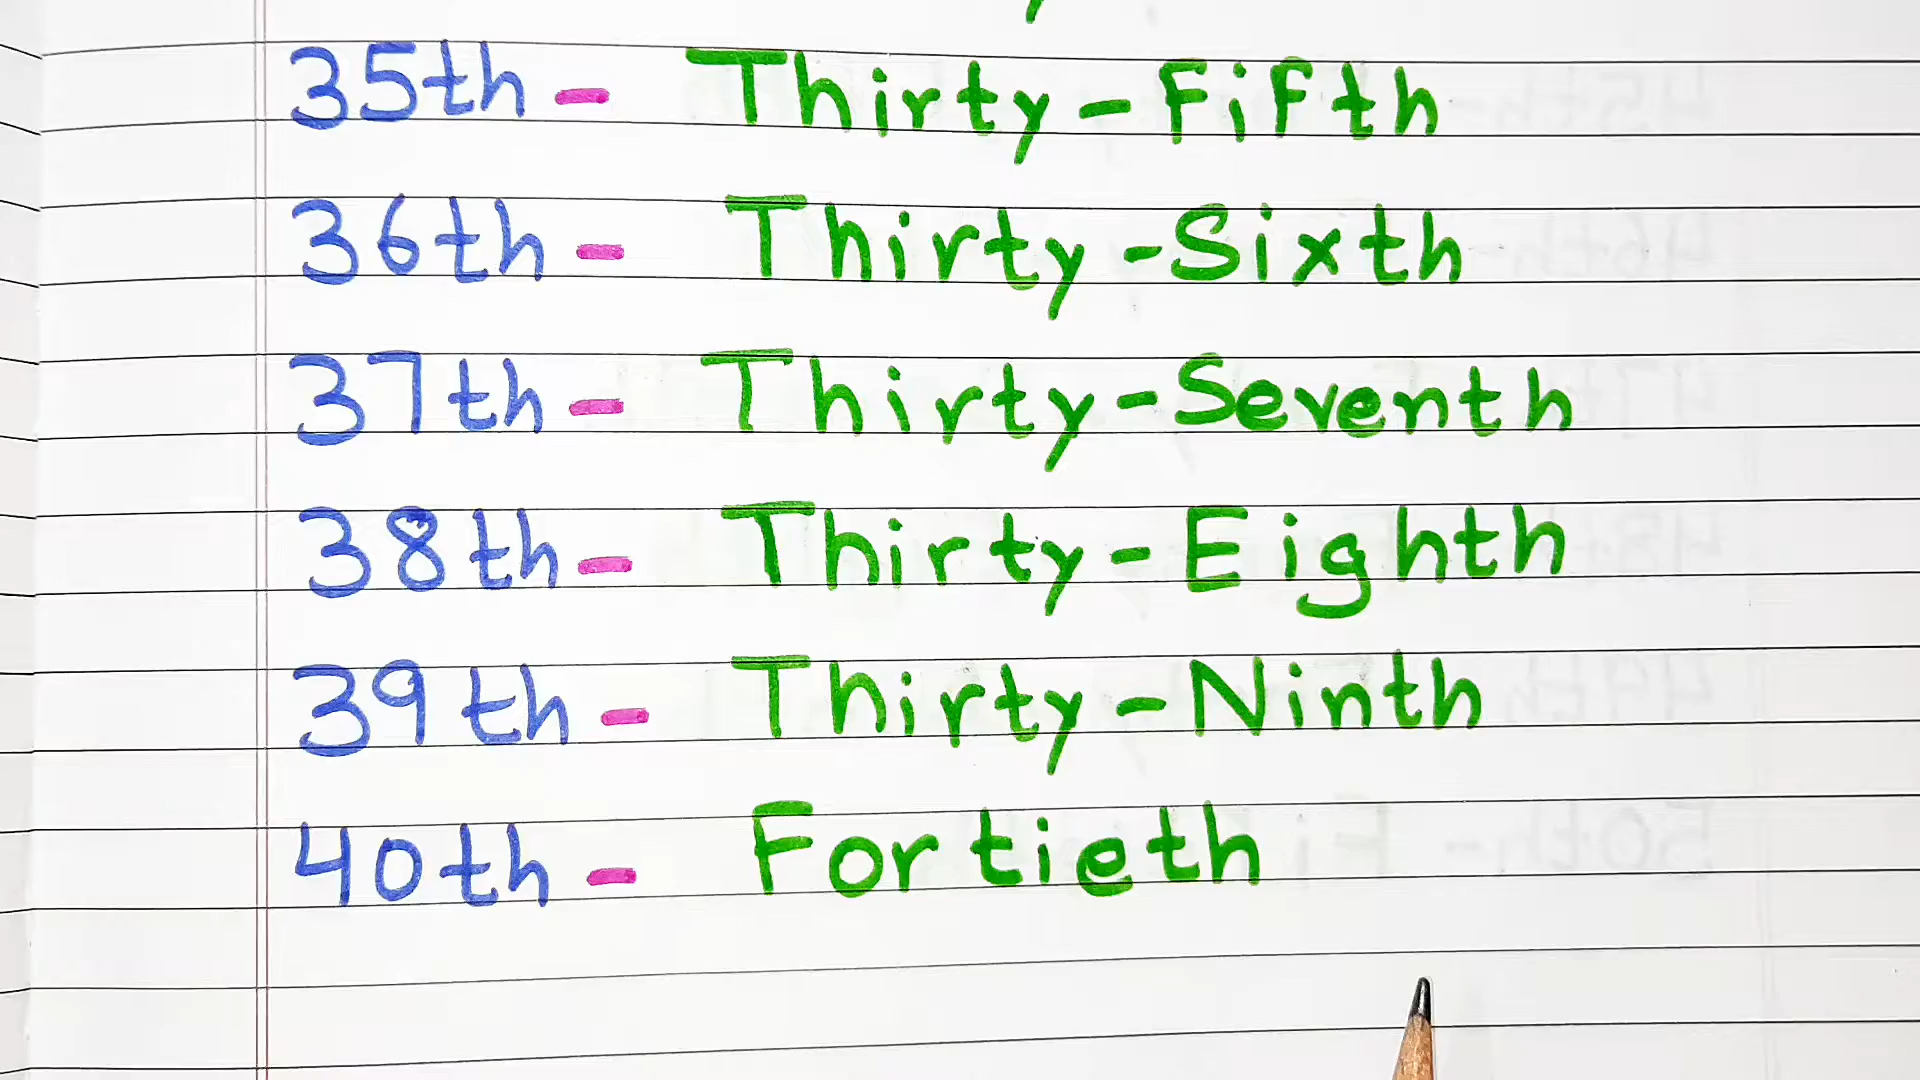 35th - Thirty-Fifth
36th - Thirty-Sixth
37th - Thirty-Seventh
38th - Thirty-Eighth
39th - Thirty-Ninth
40th - Fortieth